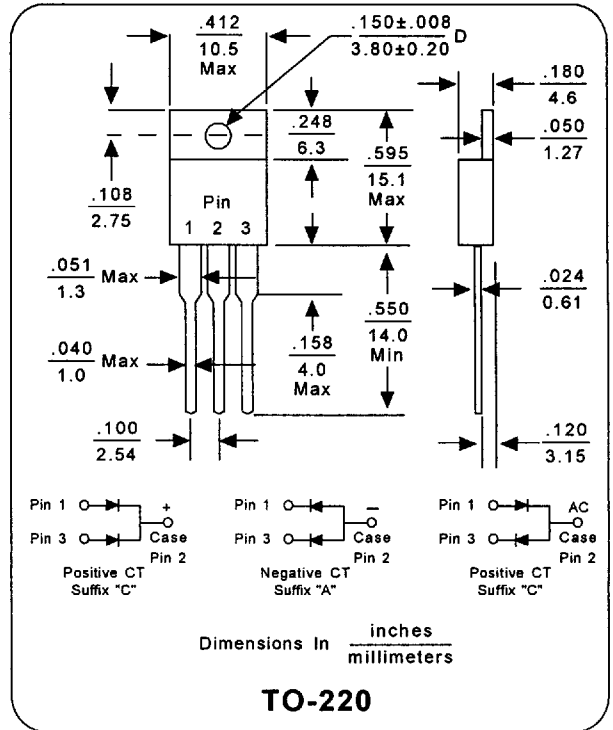 .412
10.5
Max
.150±.008
3.80±0.20
D
.180
4.6
.050
1.27
.248
6.3
.595
15.1
Max
.108
2.75
Pin
1 2 3
.051
1.3
Max
.024
0.61
.550
14.0
Min
.158
4.0
Max
.040
1.0
Max
.100
2.54
.120
3.15
Pin 1
+
Pin 3
Case
Pin 2
Positive CT
Suffix "C"
Pin 1
–
Pin 3
Case
Pin 2
Negative CT
Suffix "A"
Pin 1
AC
Pin 3
Case
Pin 2
Positive CT
Suffix "C"
Dimensions In
inches
millimeters
TO-220